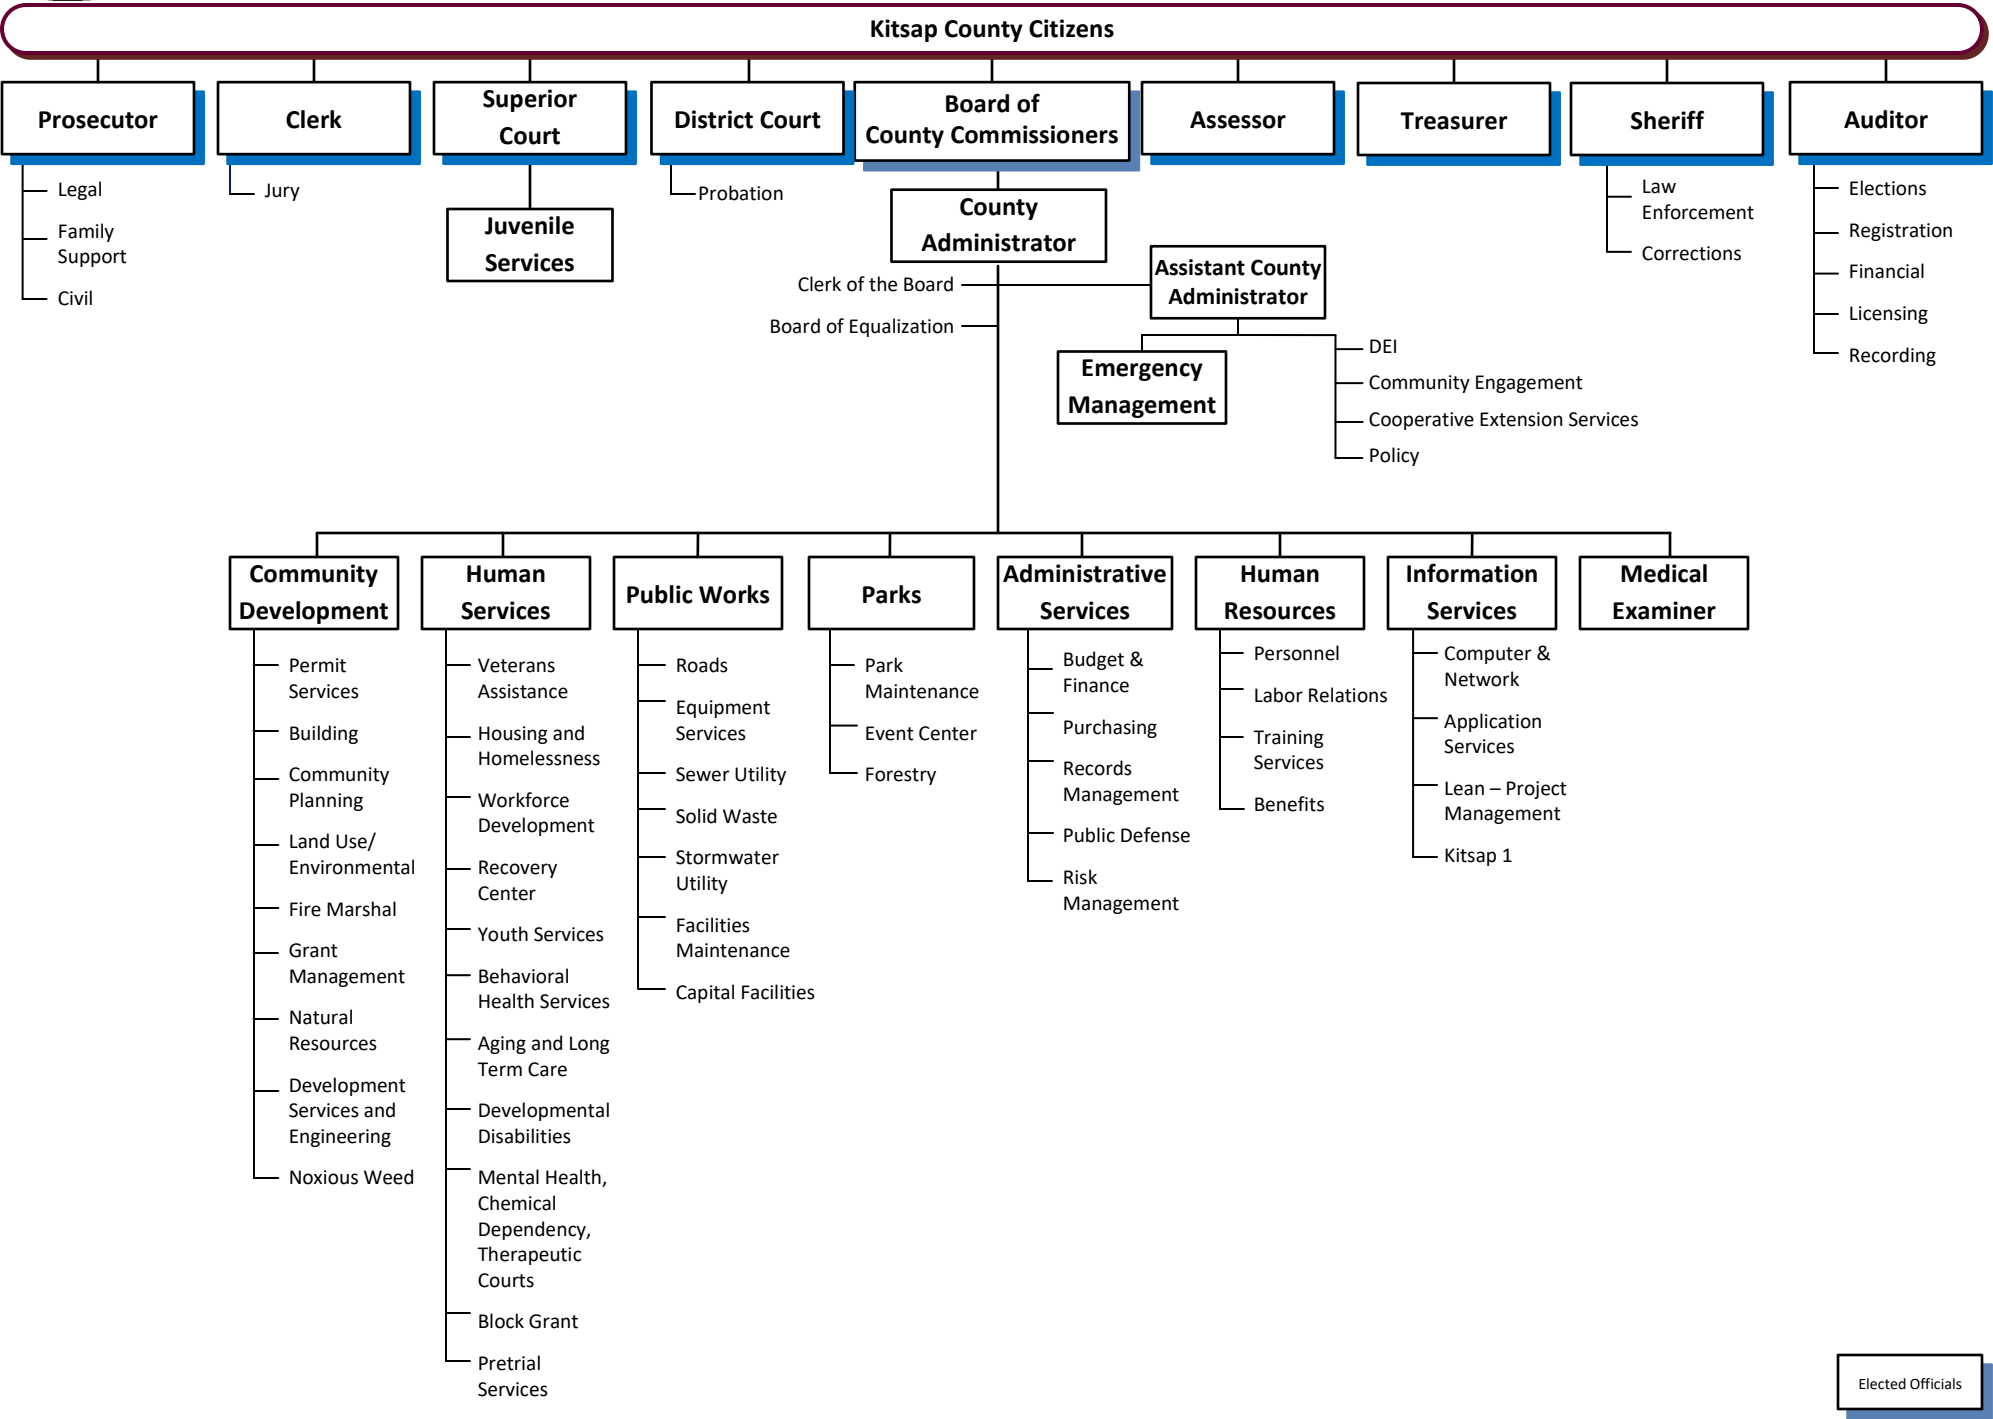 Kitsap County Citizens
Prosecutor
Legal
Family
Support
Civil
Clerk
Jury
Superior
Court
Juvenile
Services
District Court
Probation
Board of
County Commissioners
County
Administrator
Clerk of the Board
Board of Equalization
Assistant County
Administrator
Emergency
Management
DEI
Community Engagement
Cooperative Extension Services
Policy
Assessor
Treasurer
Sheriff
Law
Enforcement
Corrections
Auditor
Elections
Registration
Financial
Licensing
Recording
Community
Development
Permit
Services
Building
Community
Planning
Land Use/
Environmental
Fire Marshal
Grant
Management
Natural
Resources
Development
Services and
Engineering
Noxious Weed
Human
Services
Veterans
Assistance
Housing and
Homelessness
Workforce
Development
Recovery
Center
Youth Services
Behavioral
Health Services
Aging and Long
Term Care
Developmental
Disabilities
Mental Health,
Chemical
Dependency,
Therapeutic
Courts
Block Grant
Pretrial
Services
Public Works
Roads
Equipment
Services
Sewer Utility
Solid Waste
Stormwater
Utility
Facilities
Maintenance
Capital Facilities
Parks
Park
Maintenance
Event Center
Forestry
Administrative
Services
Budget &
Finance
Purchasing
Records
Management
Public Defense
Risk
Management
Human
Resources
Personnel
Labor Relations
Training
Services
Benefits
Information
Services
Computer &
Network
Application
Services
Lean – Project
Management
Kitsap 1
Medical
Examiner
Elected Officials